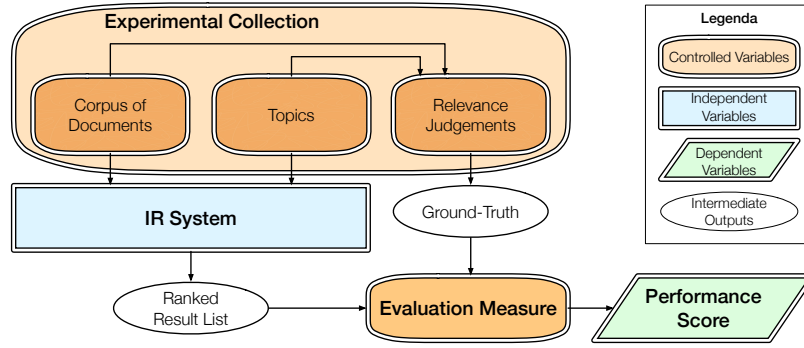 Experimental Collection
Corpus of
Documents
Topics
Relevance
Judgements
IR System
Ground-Truth
Ranked
Result List
Evaluation Measure
Performance
Score
Legenda
Controlled Variables
Independent
Variables
Dependent
Variables
Intermediate
Outputs